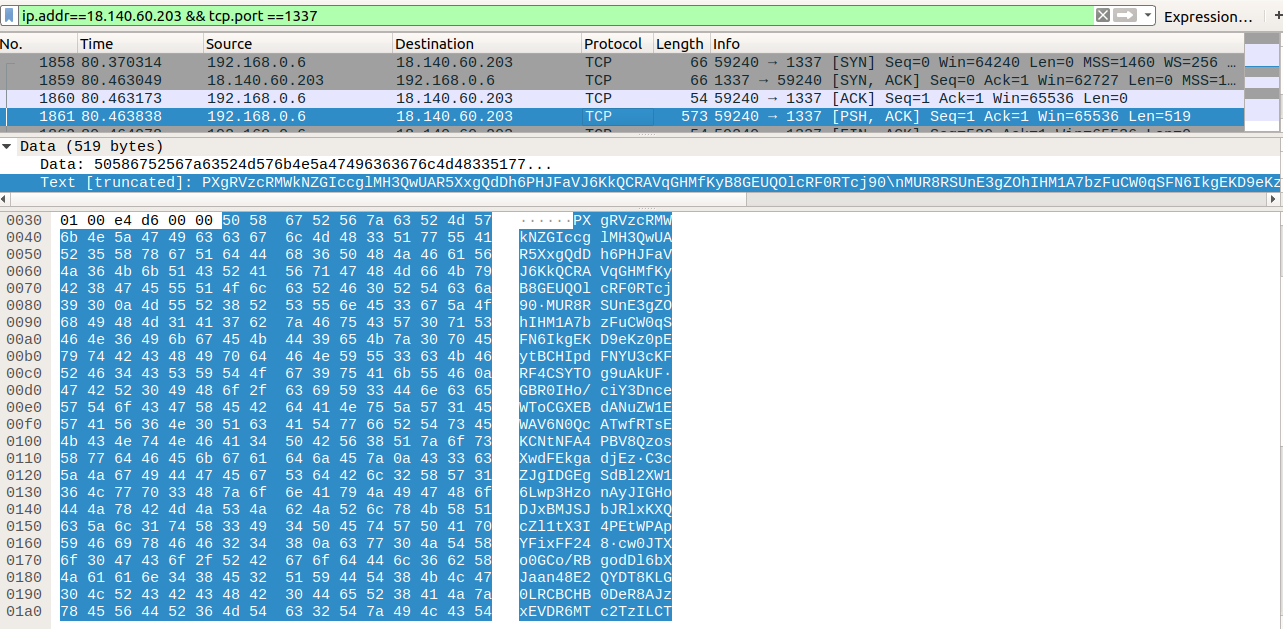 ip.addr==18.140.60.203 && tcp.port ==1337 Expression… +
No. Time Source Destination Protocol Length Info
1858 80.370314 192.168.0.6 18.140.60.203 TCP 66 59240 → 1337 [SYN] Seq=0 Win=64240 Len=0 MSS=1460 WS=256 …
1859 80.463049 18.140.60.203 192.168.0.6 TCP 66 1337 → 59240 [SYN, ACK] Seq=0 Ack=1 Win=62727 Len=0 MSS=1…
1860 80.463173 192.168.0.6 18.140.60.203 TCP 54 59240 → 1337 [ACK] Seq=1 Ack=1 Win=65536 Len=0
1861 80.463838 192.168.0.6 18.140.60.203 TCP 573 59240 → 1337 [PSH, ACK] Seq=1 Ack=1 Win=65536 Len=519
Data (519 bytes)
Data: 50586752567a63524d576b4e5a47496363676c4d48335177...
Text [truncated]: PXgRVzcRMWkNZGIccglMH3QwUAR5XxgQdDh6PHJFaVJ6KkQCRAVqGHMfKyB8GEUQOlcRF0RTcj90\nMUR8RSUnE3gZOhIHM1A7bzFuCW0qSFN6IkgEKD9eKz
0030 01 00 e4 d6 00 00 50 58 67 52 56 7a 63 52 4d 57 ······PX gRVzcRMW
0040 6b 4e 5a 47 49 63 63 67 6c 4d 48 33 51 77 55 41 kNZGIccg lMH3QwUA
0050 52 35 58 78 67 51 64 44 68 36 50 48 4a 46 61 56 R5XxgQdD h6PHJFaV
0060 4a 36 4b 6b 51 43 52 41 56 71 47 48 4d 66 4b 79 J6KkQCRA VqGHMfKy
0070 42 38 47 45 55 51 4f 6c 63 52 46 30 52 54 63 6a B8GEUQOl cRF0RTcj
0080 39 30 0a 4d 55 52 38 52 53 55 6e 45 33 67 5a 4f 90·MUR8R SUnE3gZO
0090 68 49 48 4d 31 41 37 62 7a 46 75 43 57 30 71 53 hIHM1A7b zFuCW0qS
00a0 46 4e 36 49 6b 67 45 4b 44 39 65 4b 7a 30 70 45 FN6IkgEK D9eKz0pE
00b0 79 74 42 43 48 49 70 64 46 4e 59 55 33 63 4b 46 ytBCHIpd FNYU3cKF
00c0 52 46 34 43 53 59 54 4f 67 39 75 41 6b 55 46 0a RF4CSYTO g9uAkUF·
00d0 47 42 52 30 49 48 6f 2f 63 69 59 33 44 6e 63 65 GBR0IHo/ ciY3Dnce
00e0 57 54 6f 43 47 58 45 42 64 41 4e 75 5a 57 31 45 WToCGXEB dANuZW1E
00f0 57 41 56 36 4e 30 51 63 41 54 77 66 52 54 73 45 WAV6N0Qc ATwfRTsE
0100 4b 43 4e 74 4e 46 41 34 50 42 56 38 51 7a 6f 73 KCNtNFA4 PBV8Qzos
0110 58 77 64 46 45 6b 67 61 64 6a 45 7a 0a 43 33 63 XwdFEkga djEz·C3c
0120 5a 4a 67 49 44 47 45 67 53 64 42 6c 32 58 57 31 ZJgIDGEg SdBl2XW1
0130 36 4c 77 70 33 48 7a 6f 6e 41 79 4a 49 47 48 6f 6Lwp3Hzo nAyJIGHo
0140 44 4a 78 42 4d 4a 53 4a 62 4a 52 6c 78 4b 58 51 DJxBMJSJ bJRlxKXQ
0150 63 5a 6c 31 74 58 33 49 34 50 45 74 57 50 41 70 cZl1tX3I 4PEtWPAp
0160 59 46 69 78 46 46 32 34 38 0a 63 77 30 4a 54 58 YFixFF24 8·cw0JTX
0170 6f 30 47 43 6f 2f 52 42 67 6f 64 44 6c 36 62 58 o0GCo/RB godDl6bX
0180 4a 61 61 6e 34 38 45 32 51 59 44 54 38 4b 4c 47 Jaan48E2 QYDT8KLG
0190 30 4c 52 43 42 43 48 42 30 44 65 52 38 41 4a 7a 0LRCBCHB 0DeR8AJz
01a0 78 45 56 44 52 36 4d 54 63 32 54 7a 49 4c 43 54 xEVDR6MT c2TzILCT